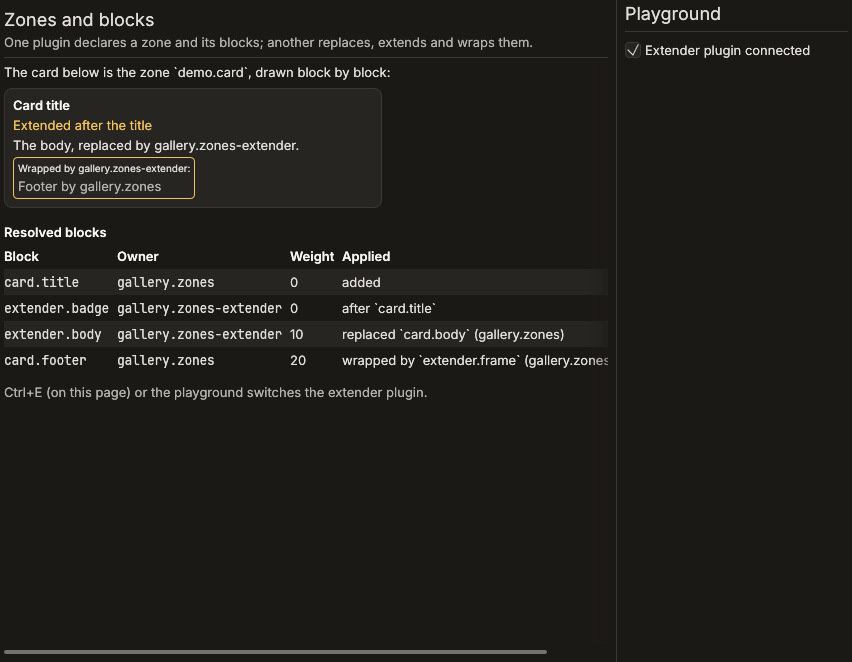 Zones and blocks
One plugin declares a zone and its blocks; another replaces, extends and wraps them.
The card below is the zone `demo.card`, drawn block by block:
Card title
Extended after the title
The body, replaced by gallery.zones-extender.
Wrapped by gallery.zones-extender:
Footer by gallery.zones
Resolved blocks
Block Owner Weight Applied
card.title gallery.zones 0 added
extender.badge gallery.zones-extender 0 after `card.title`
extender.body gallery.zones-extender 10 replaced `card.body` (gallery.zones)
card.footer gallery.zones 20 wrapped by `extender.frame` (gallery.zones
Ctrl+E (on this page) or the playground switches the extender plugin.
Playground
Extender plugin connected